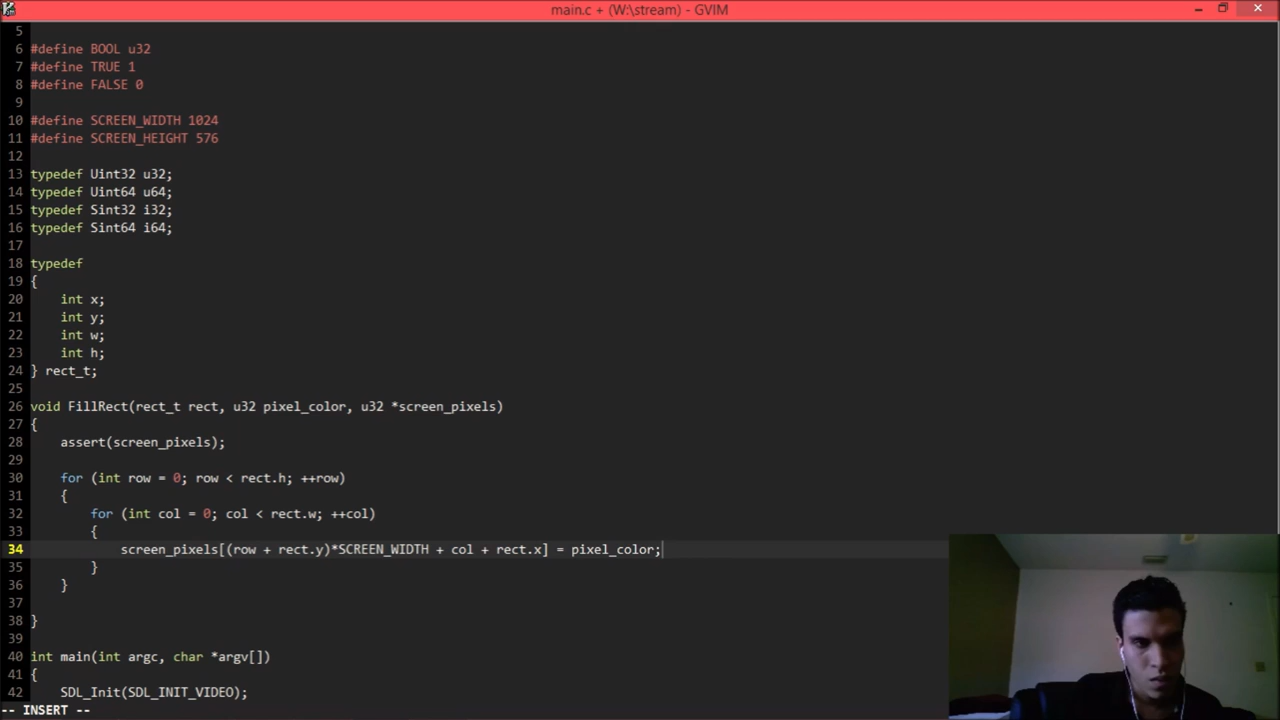 main.c + (W:\stream) - GVIM
5
6 #define BOOL u32
7 #define TRUE 1
8 #define FALSE 0
9
10 #define SCREEN_WIDTH 1024
11 #define SCREEN_HEIGHT 576
12
13 typedef Uint32 u32;
14 typedef Uint64 u64;
15 typedef Sint32 i32;
16 typedef Sint64 i64;
17
18 typedef
19 {
20     int x;
21     int y;
22     int w;
23     int h;
24 } rect_t;
25
26 void FillRect(rect_t rect, u32 pixel_color, u32 *screen_pixels)
27 {
28     assert(screen_pixels);
29
30     for (int row = 0; row < rect.h; ++row)
31     {
32         for (int col = 0; col < rect.w; ++col)
33         {
34             screen_pixels[(row + rect.y)*SCREEN_WIDTH + col + rect.x] = pixel_color;
35         }
36     }
37
38 }
39
40 int main(int argc, char *argv[])
41 {
42     SDL_Init(SDL_INIT_VIDEO);
-- INSERT --